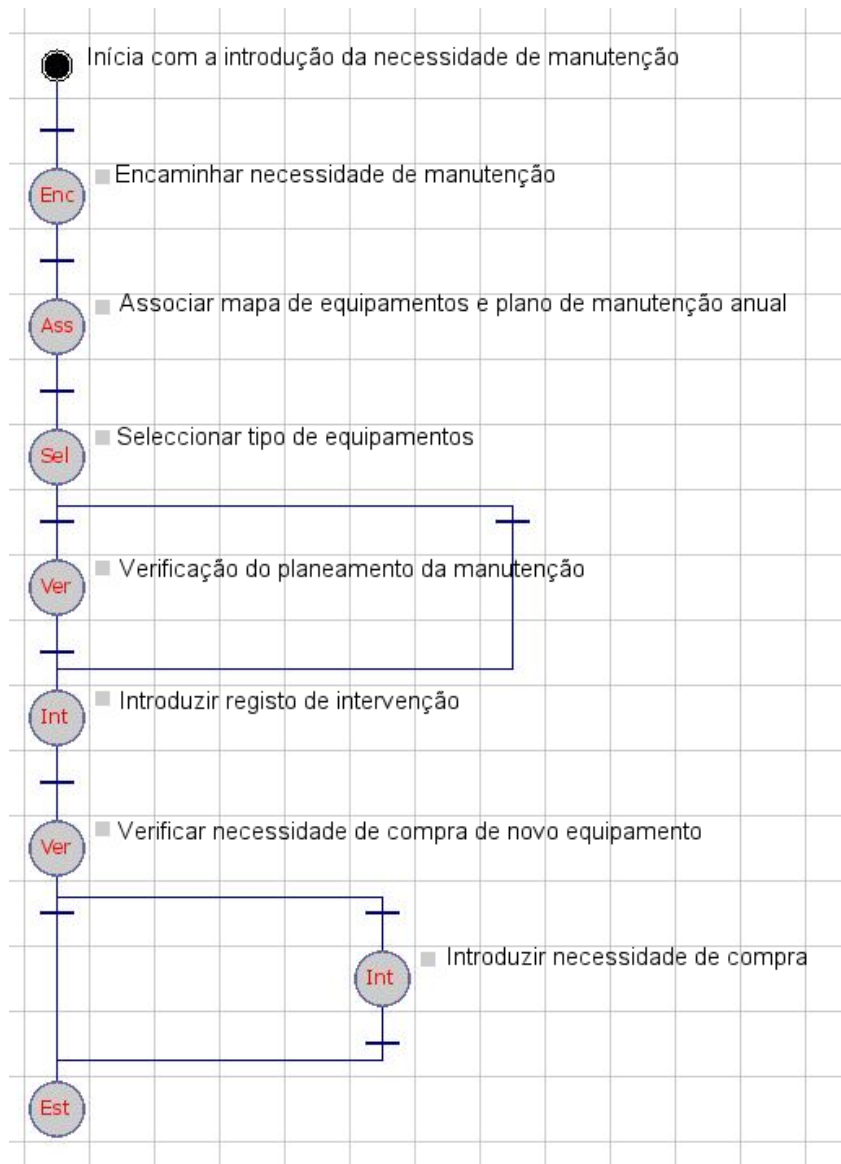 Inícia com a introdução da necessidade de manutenção
Encaminhar necessidade de manutenção
Enc
Associar mapa de equipamentos e plano de manutenção anual
Ass
Seleccionar tipo de equipamentos
Sel
Verificação do planeamento da manutenção
Ver
Introduzir registo de intervenção
Int
Verificar necessidade de compra de novo equipamento
Ver
Introduzir necessidade de compra
Int
Est